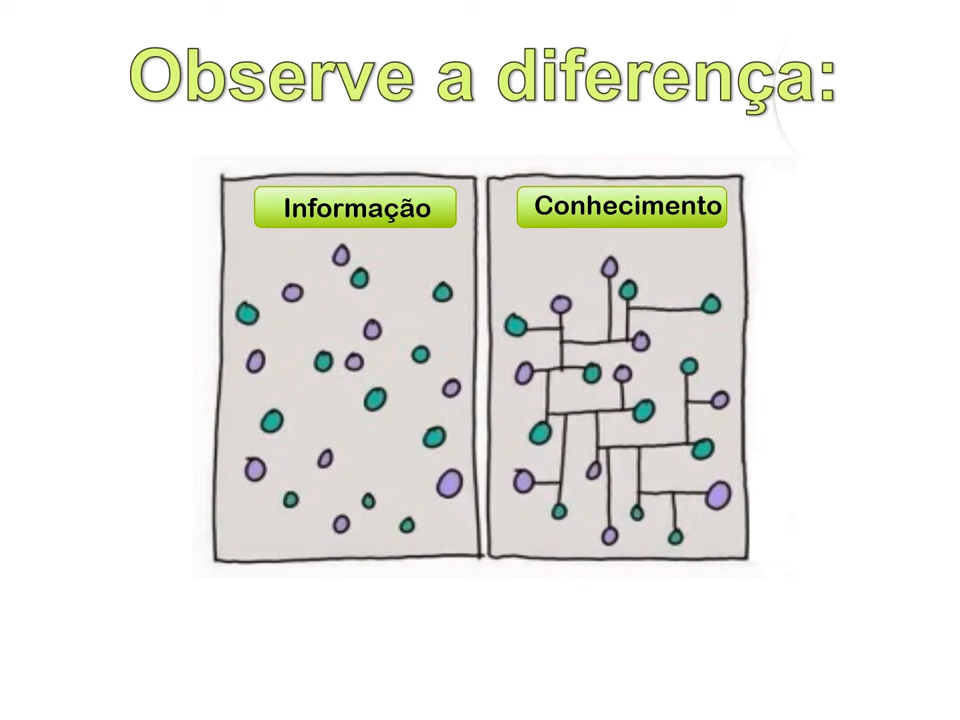 Observe a diferença:
Informação
Conhecimento